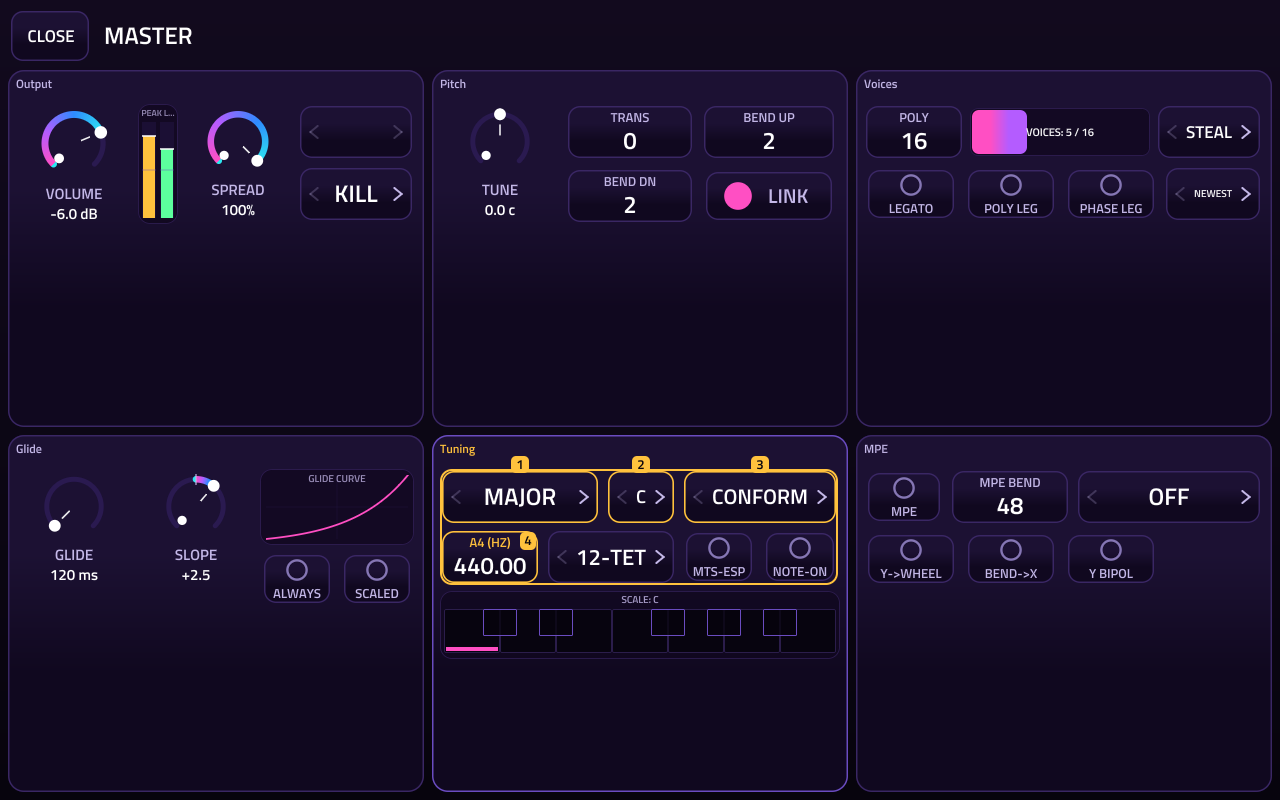 CLOSE MASTER
Output
PEAK L...
VOLUME
-6.0 dB
SPREAD
100%
KILL
Pitch
TUNE
0.0 c
TRANS
0
BEND UP
2
BEND DN
2
LINK
Voices
POLY
16
VOICES: 5 / 16
STEAL
LEGATO
POLY LEG
PHASE LEG
NEWEST
Glide
GLIDE
120 ms
SLOPE
+2.5
GLIDE CURVE
ALWAYS
SCALED
Tuning
1
2
3
MAJOR
C
CONFORM
A4 (HZ)
4
440.00
12-TET
MTS-ESP
NOTE-ON
SCALE: C
MPE
MPE
MPE BEND
48
OFF
Y->WHEEL
BEND->X
Y BIPOL